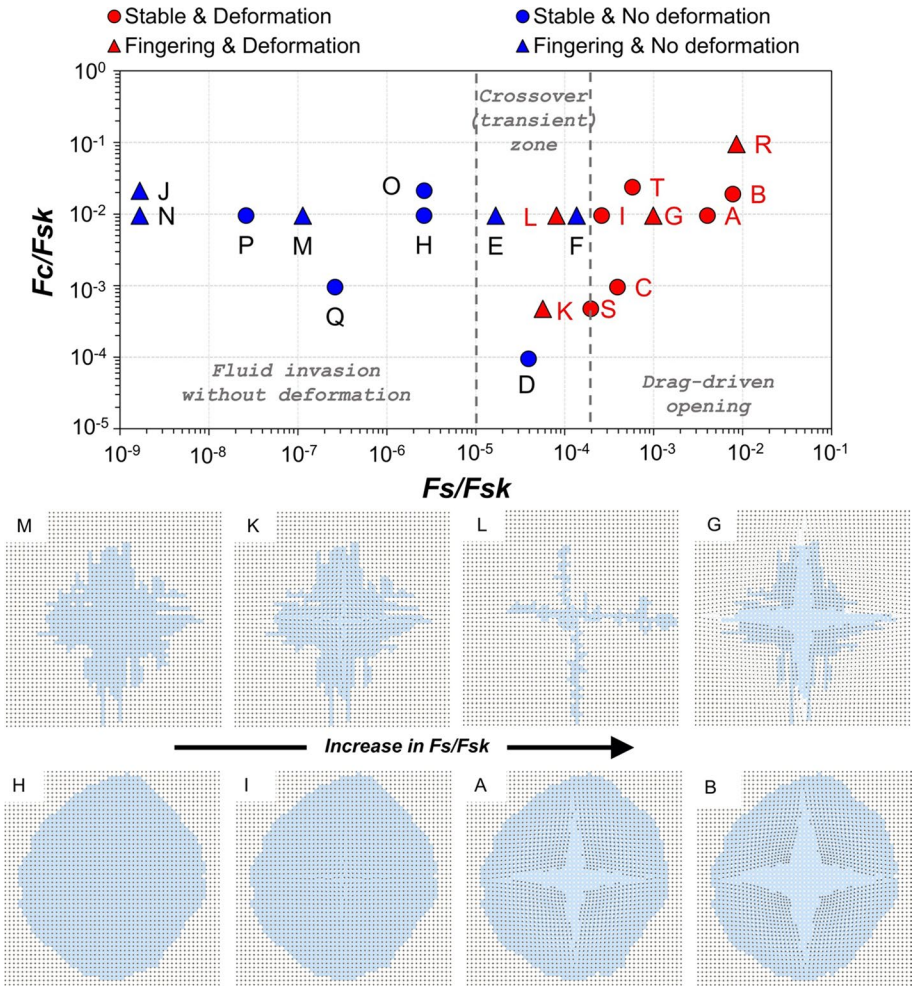 Stable & Deformation
Stable & No deformation
Fingering & Deformation
Fingering & No deformation
10^0
10^-1
10^-2
10^-3
10^-4
10^-5
Fc/Fsk
Crossover
(transient)
zone
R
J
O
T
B
N
P
M
H
E
L
F
I
G
A
Q
C
K
S
D
Fluid invasion
without deformation
Drag-driven
opening
10^-9
10^-8
10^-7
10^-6
10^-5
10^-4
10^-3
10^-2
10^-1
Fs/Fsk
M
K
L
G
Increase in Fs/Fsk
H
I
A
B